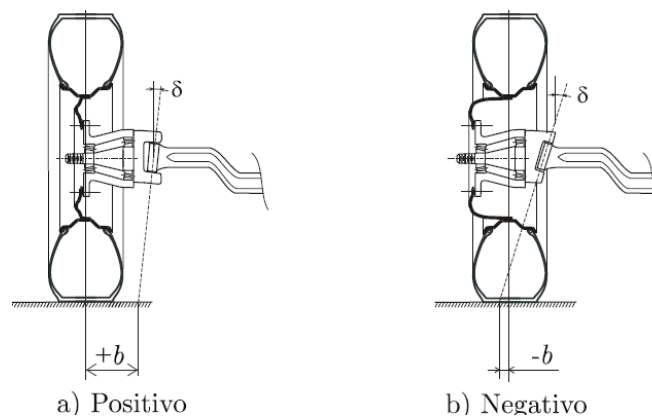 δ
δ
+b
-b
a) Positivo
b) Negativo